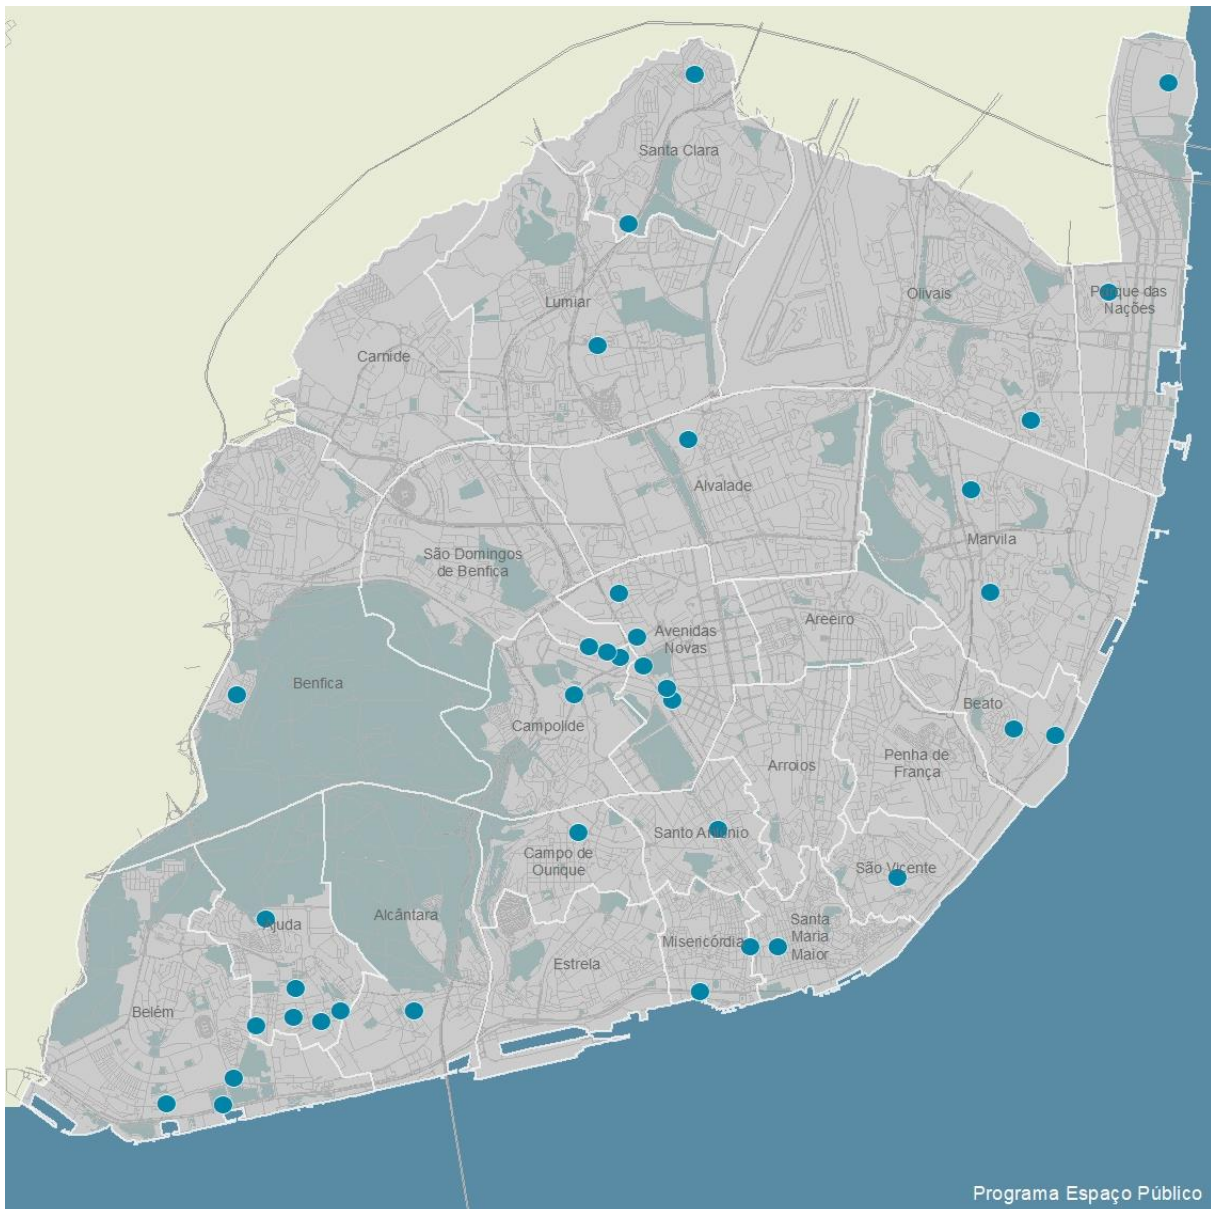 Santa Clara
Lumiar
Olivais
Parque das
Nações
Carnide
Alvalade
Marvila
São Domingos
de Benfica
Areeiro
Avenidas
Novas
Benfica
Beato
Campolide
Arroios
Penha de
França
Santo António
Campo de
Ourique
São Vicente
Alcântara
Ajuda
Santa
Maria
Maior
Misericórdia
Estrela
Belém
Programa Espaço Público